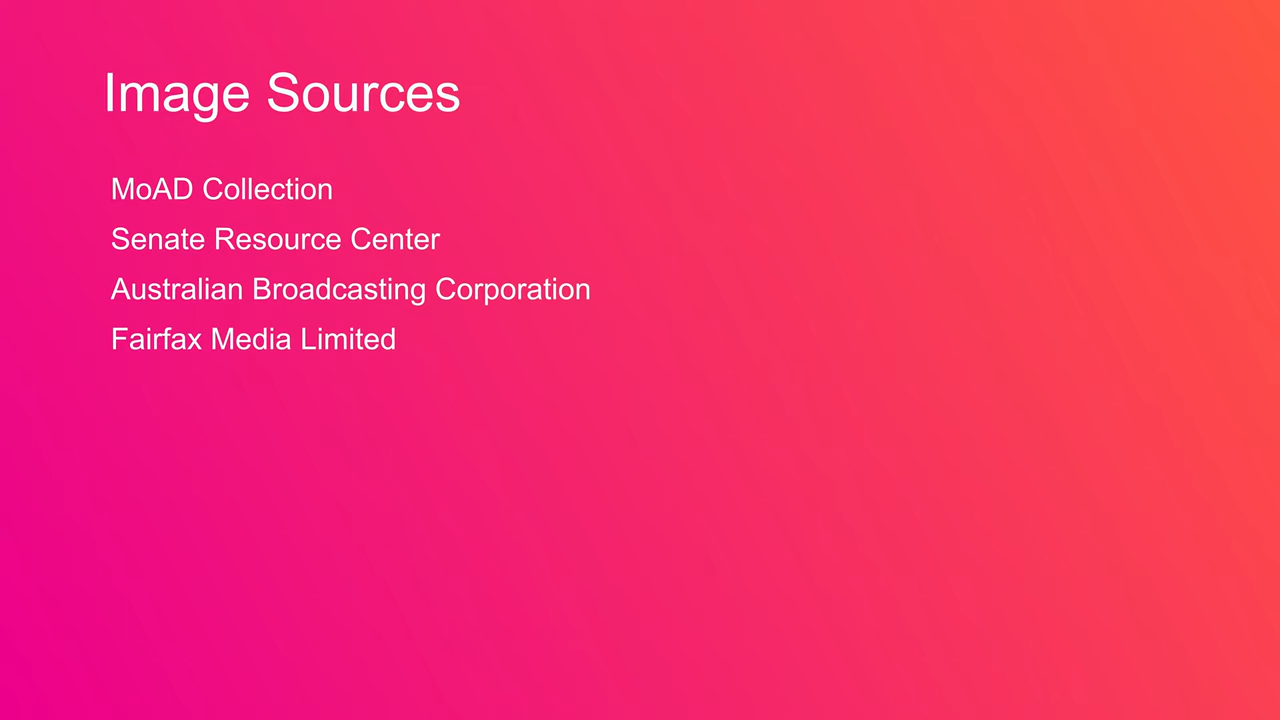 Image Sources
MoAD Collection
Senate Resource Center
Australian Broadcasting Corporation
Fairfax Media Limited